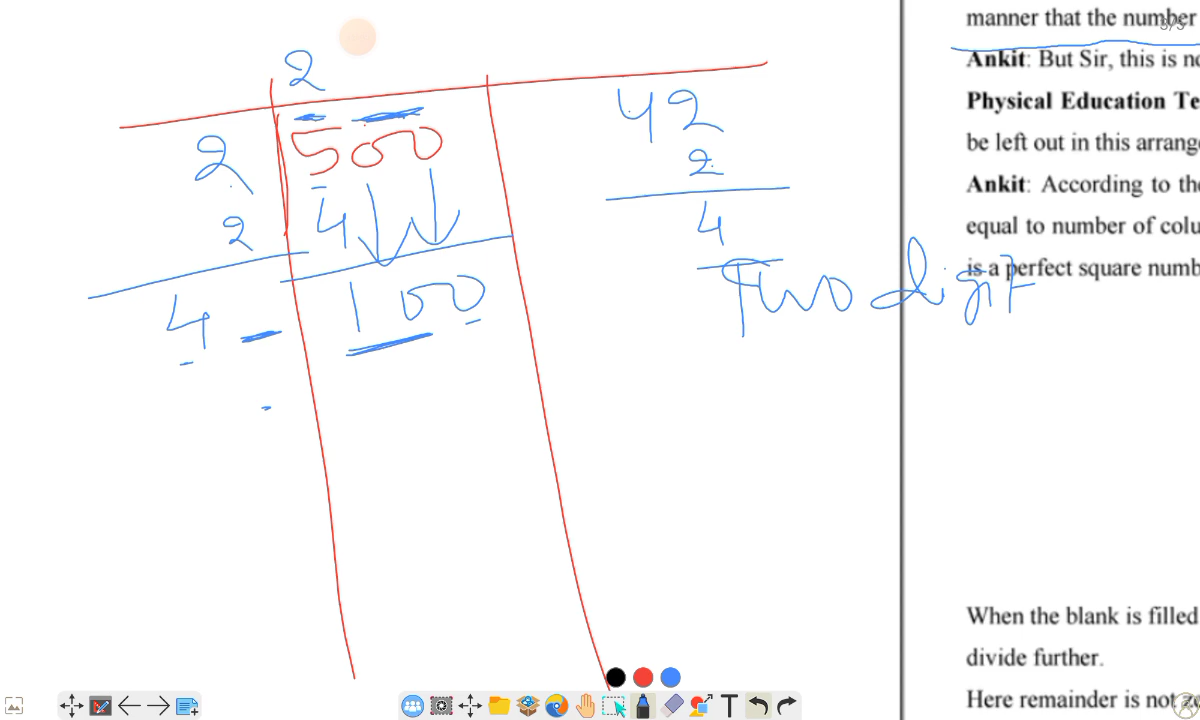 2
2 500 42
2 4 2
4 - 100 4
Two digit
manner that the number
9/9
Ankit: But Sir, this is no
Physical Education Te
be left out in this arrang
Ankit: According to the
equal to number of colu
is a perfect square numb
When the blank is filled
divide further.
Here remainder is not